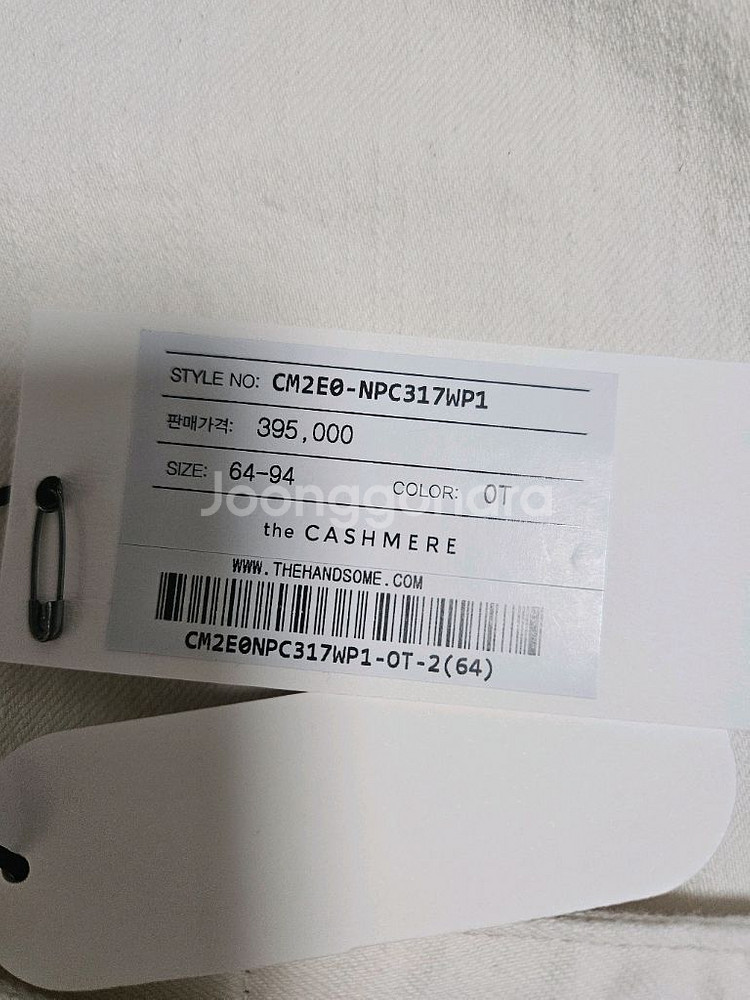 STYLE NO: CM2E0-NPC317WP1
판매가격: 395,000
SIZE: 64-94 COLOR: OT
Joonggonara
the CASHMERE
WWW.THEHANDSOME.COM
CM2E0NPC317WP1-OT-2(64)